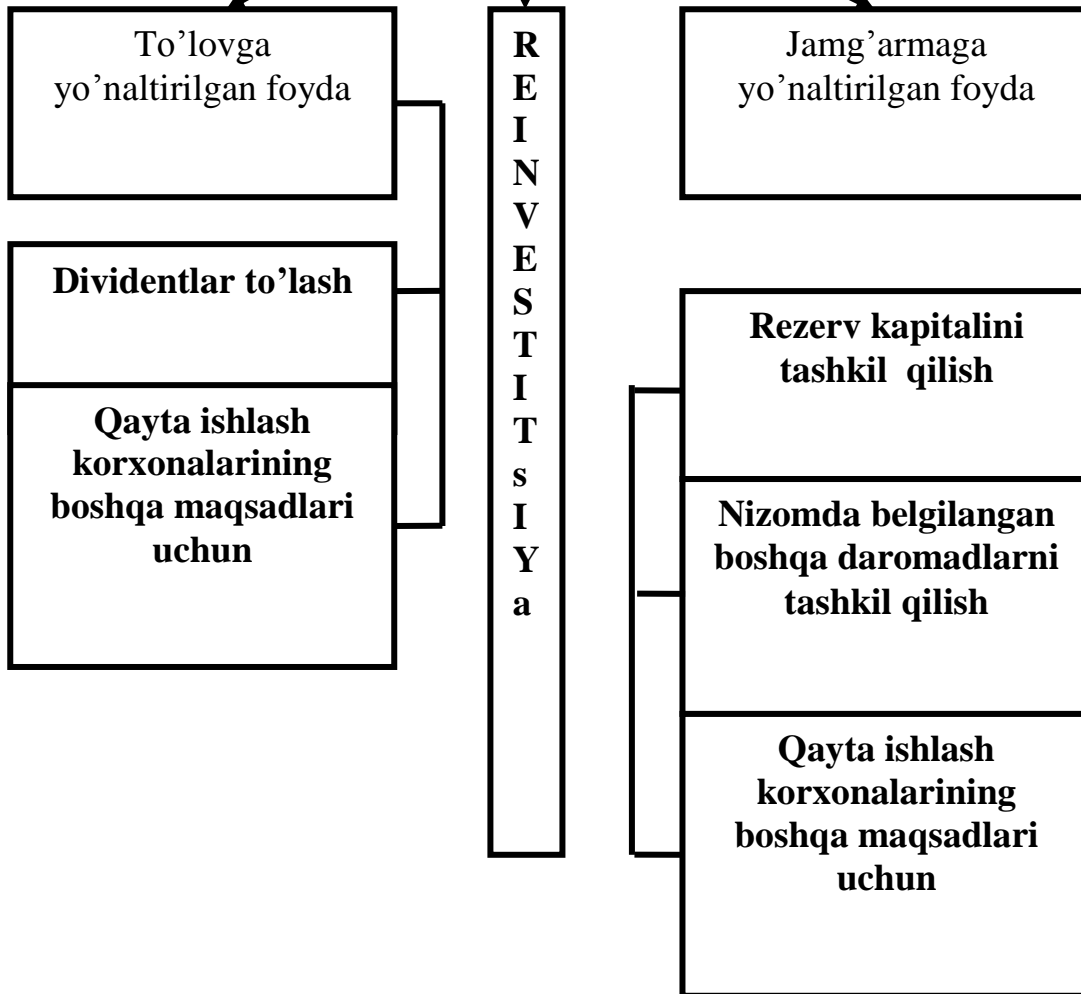 To’lovga
yo’naltirilgan foyda
Dividentlar to’lash
Qayta ishlash
korxonalarining
boshqa maqsadlari
uchun
R
E
I
N
V
E
S
T
I
T
s
I
Y
a
Jamg’armaga
yo’naltirilgan foyda
Rezerv kapitalini
tashkil qilish
Nizomda belgilangan
boshqa daromadlarni
tashkil qilish
Qayta ishlash
korxonalarining
boshqa maqsadlari
uchun